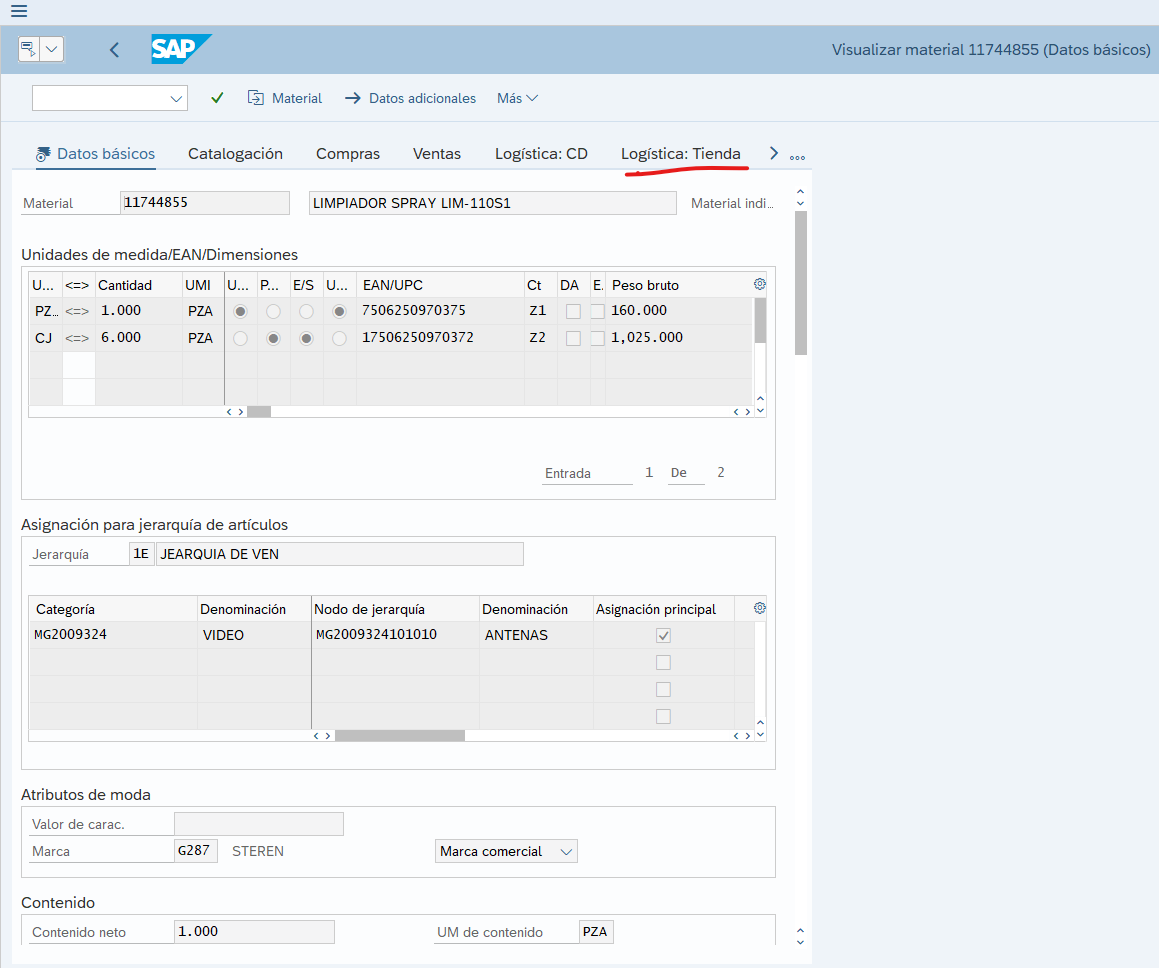 SAP Visualizar material 11744855 (Datos básicos)
Material Datos adicionales Más
Datos básicos Catalogación Compras Ventas Logística: CD Logística: Tienda
Material 11744855 LIMPIADOR SPRAY LIM-110S1 Material indi...
Unidades de medida/EAN/Dimensiones
U... <=> Cantidad UMI U... P... E/S U... EAN/UPC Ct DA E. Peso bruto
PZ... <=> 1.000 PZA 7506250970375 Z1 160.000
CJ <=> 6.000 PZA 17506250970372 Z2 1,025.000
Entrada 1 De 2
Asignación para jerarquía de artículos
Jerarquía 1E JEARQUIA DE VEN
Categoría Denominación Nodo de jerarquía Denominación Asignación principal
MG2009324 VIDEO MG2009324101010 ANTENAS
Atributos de moda
Valor de carac.
Marca G287 STEREN Marca comercial
Contenido
Contenido neto 1.000 UM de contenido PZA